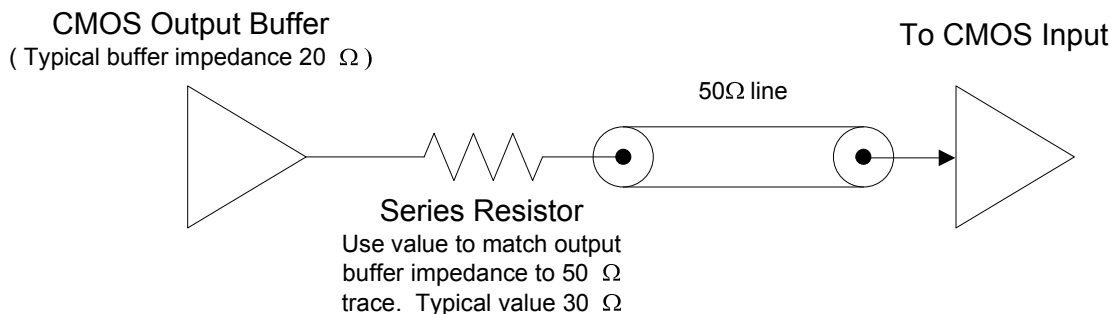 CMOS Output Buffer
( Typical buffer impedance 20 Ω )
To CMOS Input
50Ω line
Series Resistor
Use value to match output
buffer impedance to 50 Ω
trace. Typical value 30 Ω